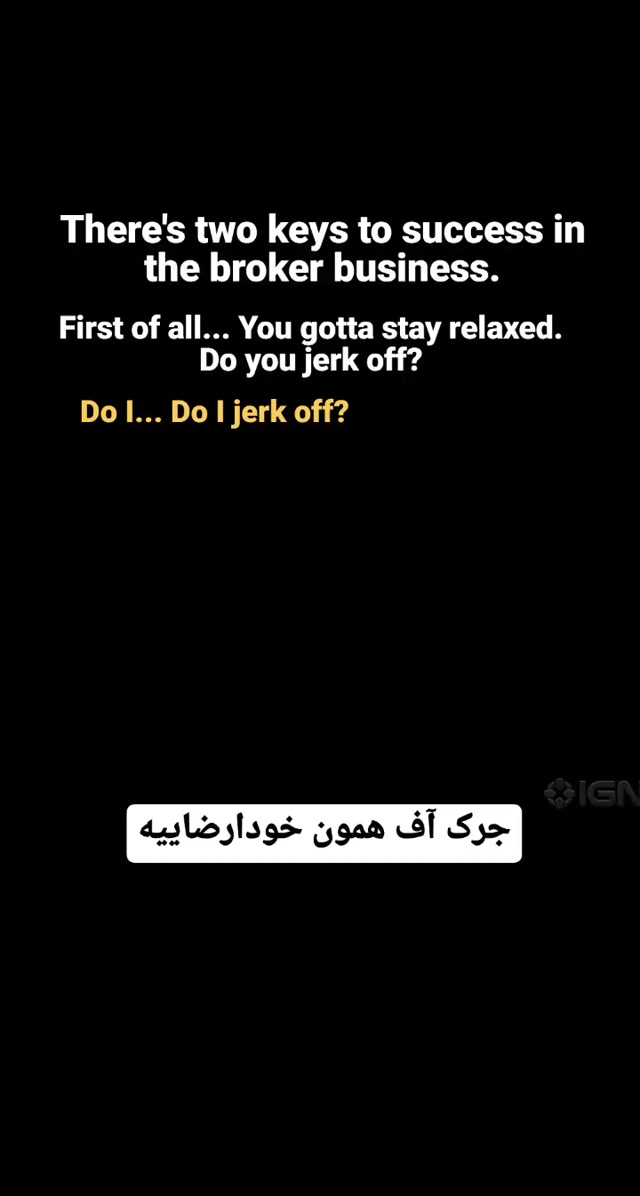 There's two keys to success in
the broker business.
First of all... You gotta stay relaxed.
Do you jerk off?
Do I... Do I jerk off?
IGN
جرک آف همون خودارضاییه